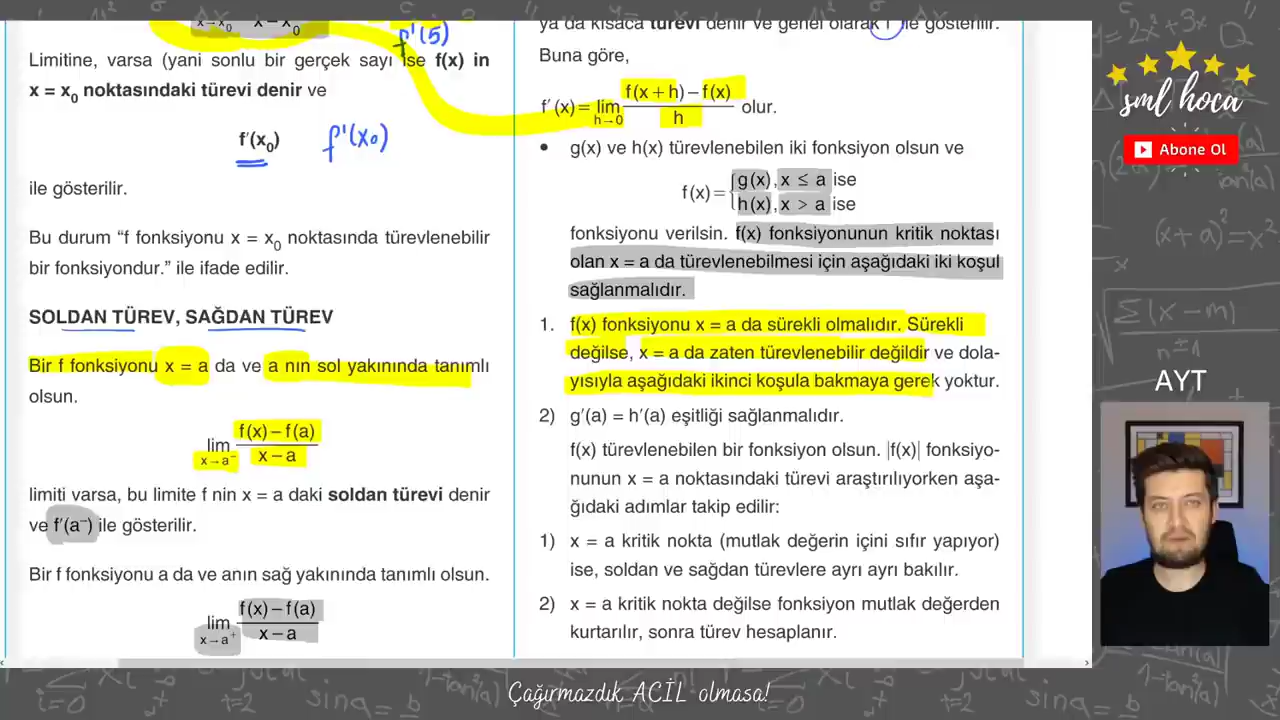 x→x₀ x – x₀
f'(5)
Limitine, varsa (yani sonlu bir gerçek sayı ise f(x) in
x = x₀ noktasındaki türevi denir ve
f'(x₀) f'(x₀)
ile gösterilir.
Bu durum “f fonksiyonu x = x₀ noktasında türevlenebilir
bir fonksiyondur.” ile ifade edilir.
SOLDAN TÜREV, SAĞDAN TÜREV
Bir f fonksiyonu x = a da ve a nın sol yakınında tanımlı
olsun.
f(x) – f(a)
lim
x→a⁻ x – a
limiti varsa, bu limite f nin x = a daki soldan türevi denir
ve f'(a⁻) ile gösterilir.
Bir f fonksiyonu a da ve anın sağ yakınında tanımlı olsun.
f(x) – f(a)
lim
x→a⁺ x – a
ya da kısaca türevi denir ve genel olarak f' ile gösterilir.
Buna göre,
f(x + h) – f(x)
f'(x) = lim olur.
h→0 h
• g(x) ve h(x) türevlenebilen iki fonksiyon olsun ve
g(x), x ≤ a ise
f(x) = {
h(x), x > a ise
fonksiyonu verilsin. f(x) fonksiyonunun kritik noktası
olan x = a da türevlenebilmesi için aşağıdaki iki koşul
sağlanmalıdır.
1. f(x) fonksiyonu x = a da sürekli olmalıdır. Sürekli
değilse, x = a da zaten türevlenebilir değildir ve dola-
yısıyla aşağıdaki ikinci koşula bakmaya gerek yoktur.
2) g'(a) = h'(a) eşitliği sağlanmalıdır.
f(x) türevlenebilen bir fonksiyon olsun. |f(x)| fonksiyo-
nunun x = a noktasındaki türevi araştırılıyorken aşa-
ğıdaki adımlar takip edilir:
1) x = a kritik nokta (mutlak değerin içini sıfır yapıyor)
ise, soldan ve sağdan türevlere ayrı ayrı bakılır.
2) x = a kritik nokta değilse fonksiyon mutlak değerden
kurtarılır, sonra türev hesaplanır.
sml hoca
Abone Ol
AYT
Çağırmazdık ACİL olmasa!